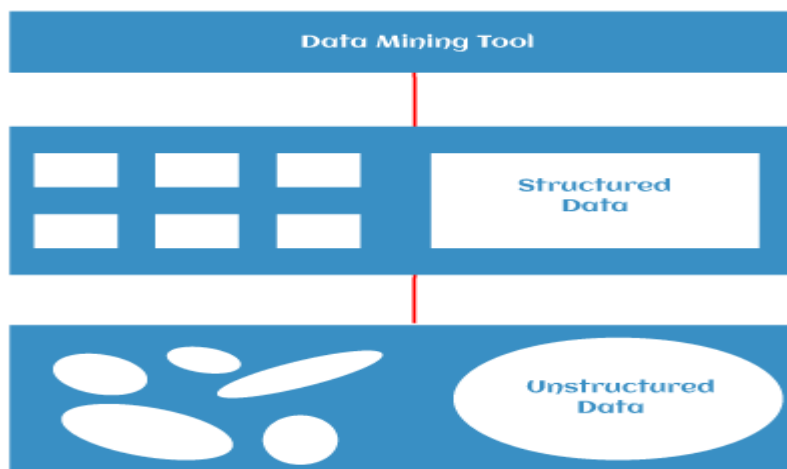 Data Mining Tool
Structured
Data
Unstructured
Data